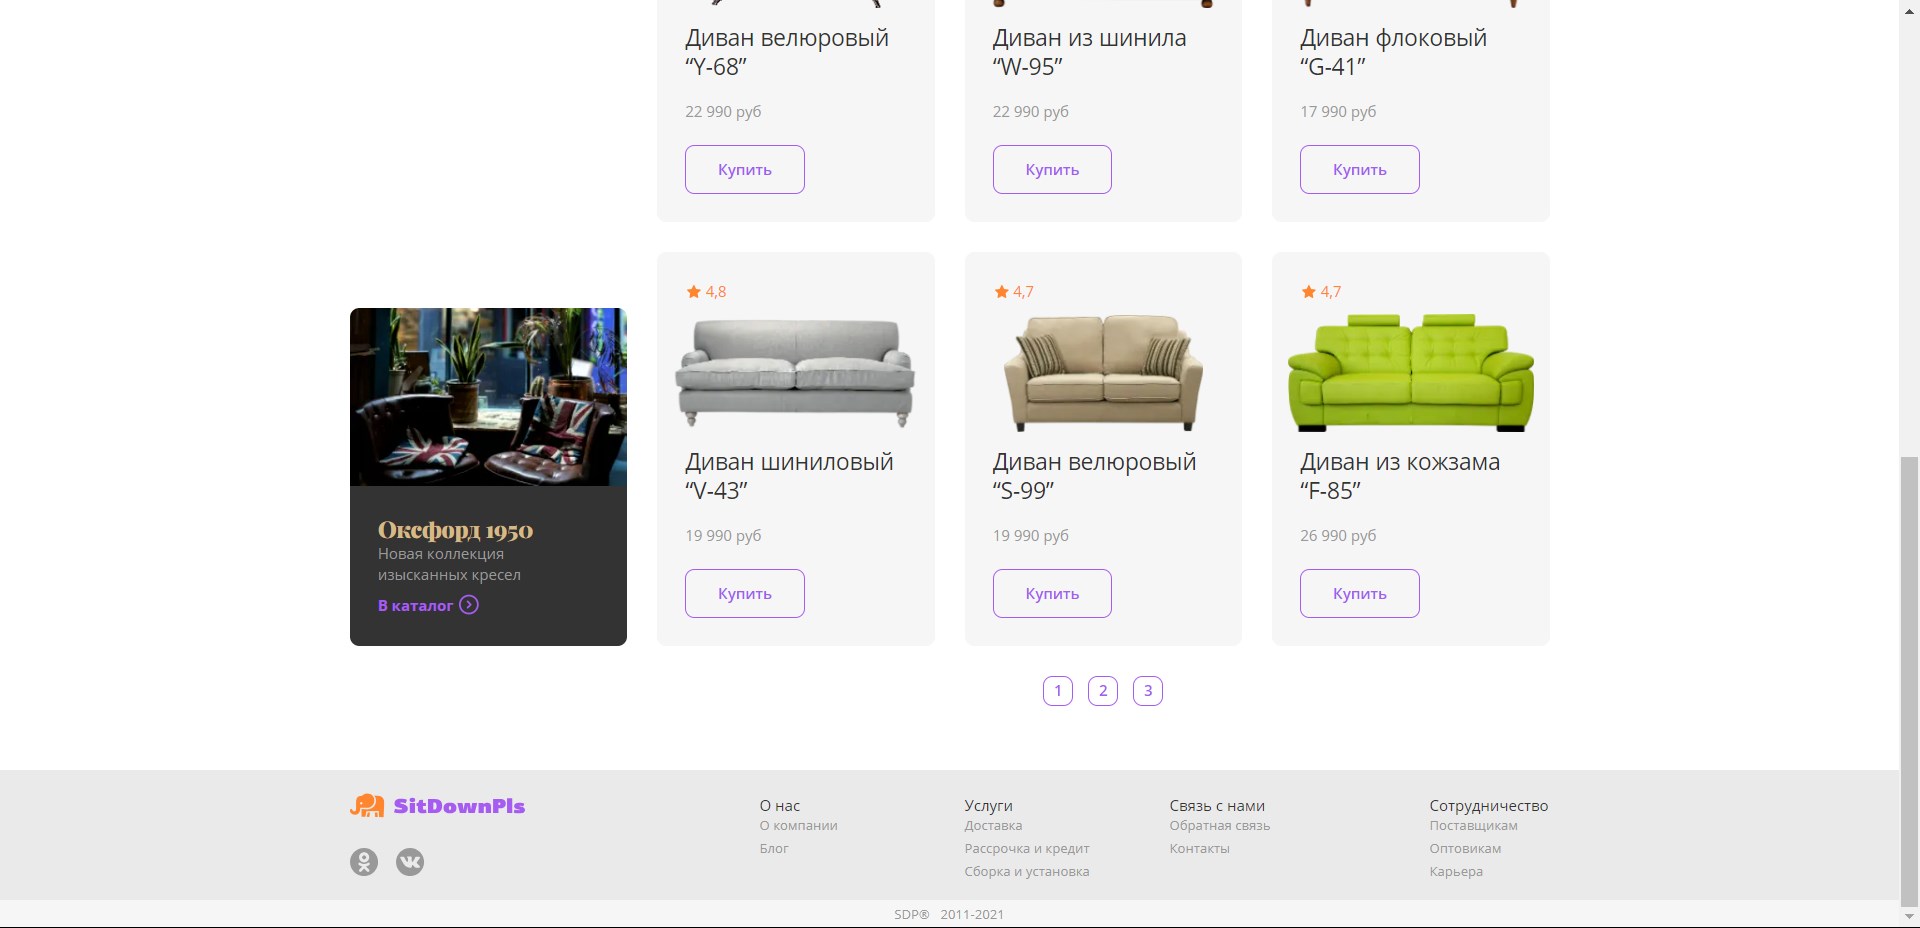 Диван велюровый
“Y-68”
22 990 руб
Купить
Диван из шинила
“W-95”
22 990 руб
Купить
Диван флоковый
“G-41”
17 990 руб
Купить
Оксфорд 1950
Новая коллекция
изысканных кресел
В каталог
4,8
Диван шиниловый
“V-43”
19 990 руб
Купить
4,7
Диван велюровый
“S-99”
19 990 руб
Купить
4,7
Диван из кожзама
“F-85”
26 990 руб
Купить
1 2 3
SitDownPls
О нас
О компании
Блог
Услуги
Доставка
Рассрочка и кредит
Сборка и установка
Связь с нами
Обратная связь
Контакты
Сотрудничество
Поставщикам
Оптовикам
Карьера
SDP® 2011-2021